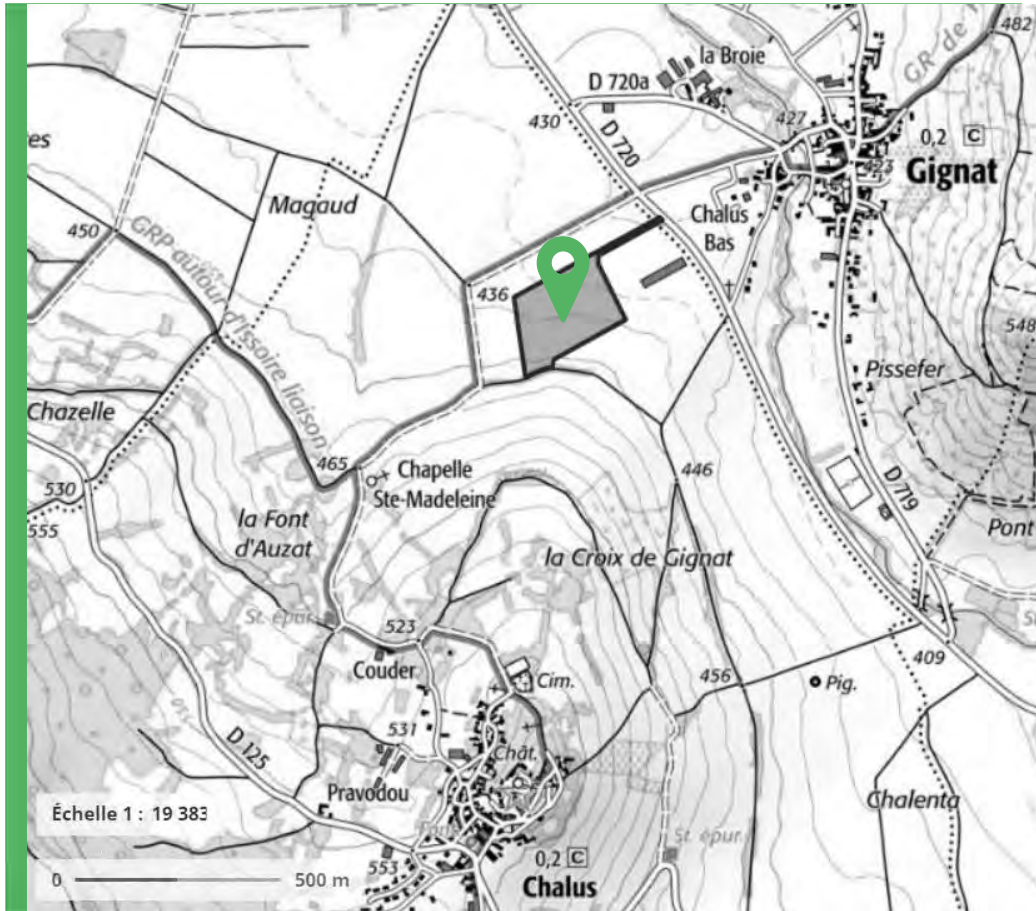 482
la Broie
GR de
D 720a
430
427
0,2 C
D 720
423
Gignat
res
Magaud
Chalus
Bas
450
GRP autour d'Issoire liaison
436
548
Pissefer
Chazelle
465
Chapelle
Ste-Madeleine
446
530
D 719
555
la Font
d'Auzat
Pont
la Croix de Gignat
St. épur.
523
409
Couder
Cim.
456
Pig.
531
D 125
Chât.
Pravodou
Chalenta
Échelle 1 : 19 383
St. épur.
553
0,2 C
0
500 m
Chalus